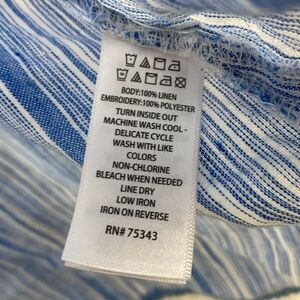 BODY:100% LINEN
EMBROIDERY:100% POLYESTER
TURN INSIDE OUT
MACHINE WASH COOL -
DELICATE CYCLE
WASH WITH LIKE
COLORS
NON-CHLORINE
BLEACH WHEN NEEDED
LINE DRY
LOW IRON
IRON ON REVERSE
RN# 75343